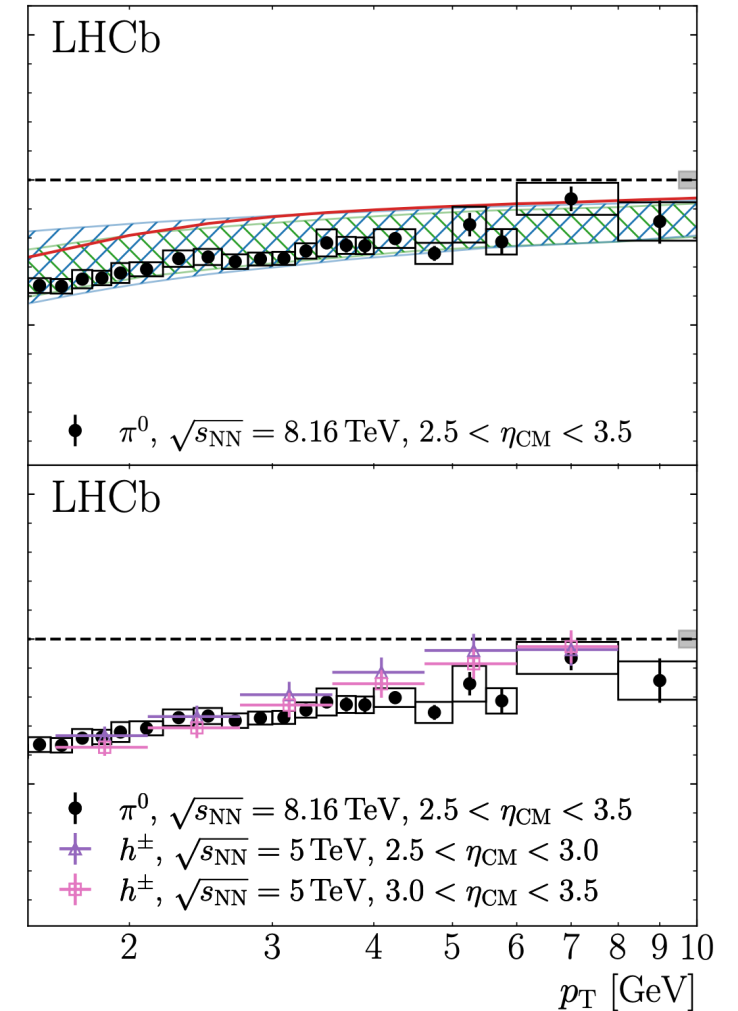 LHCb
π⁰, √s_NN = 8.16 TeV, 2.5 < η_CM < 3.5
LHCb
π⁰, √s_NN = 8.16 TeV, 2.5 < η_CM < 3.5
h±, √s_NN = 5 TeV, 2.5 < η_CM < 3.0
h±, √s_NN = 5 TeV, 3.0 < η_CM < 3.5
2 3 4 5 6 7 8 9 10
p_T [GeV]